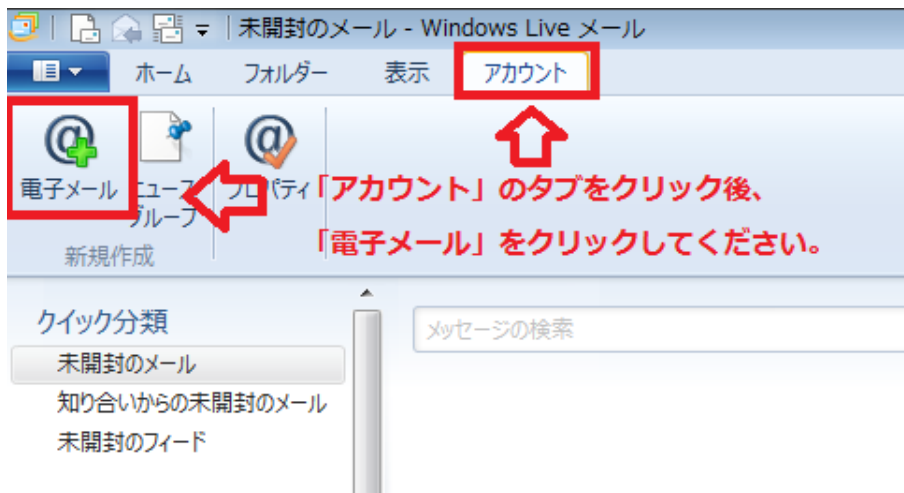 未開封のメール - Windows Live メール
ホーム フォルダー 表示 アカウント
電子メール
ニュース
グループ
プロパティ
新規作成
「アカウント」のタブをクリック後、
「電子メール」をクリックしてください。
クイック分類
未開封のメール
知り合いからの未開封のメール
未開封のフィード
メッセージの検索